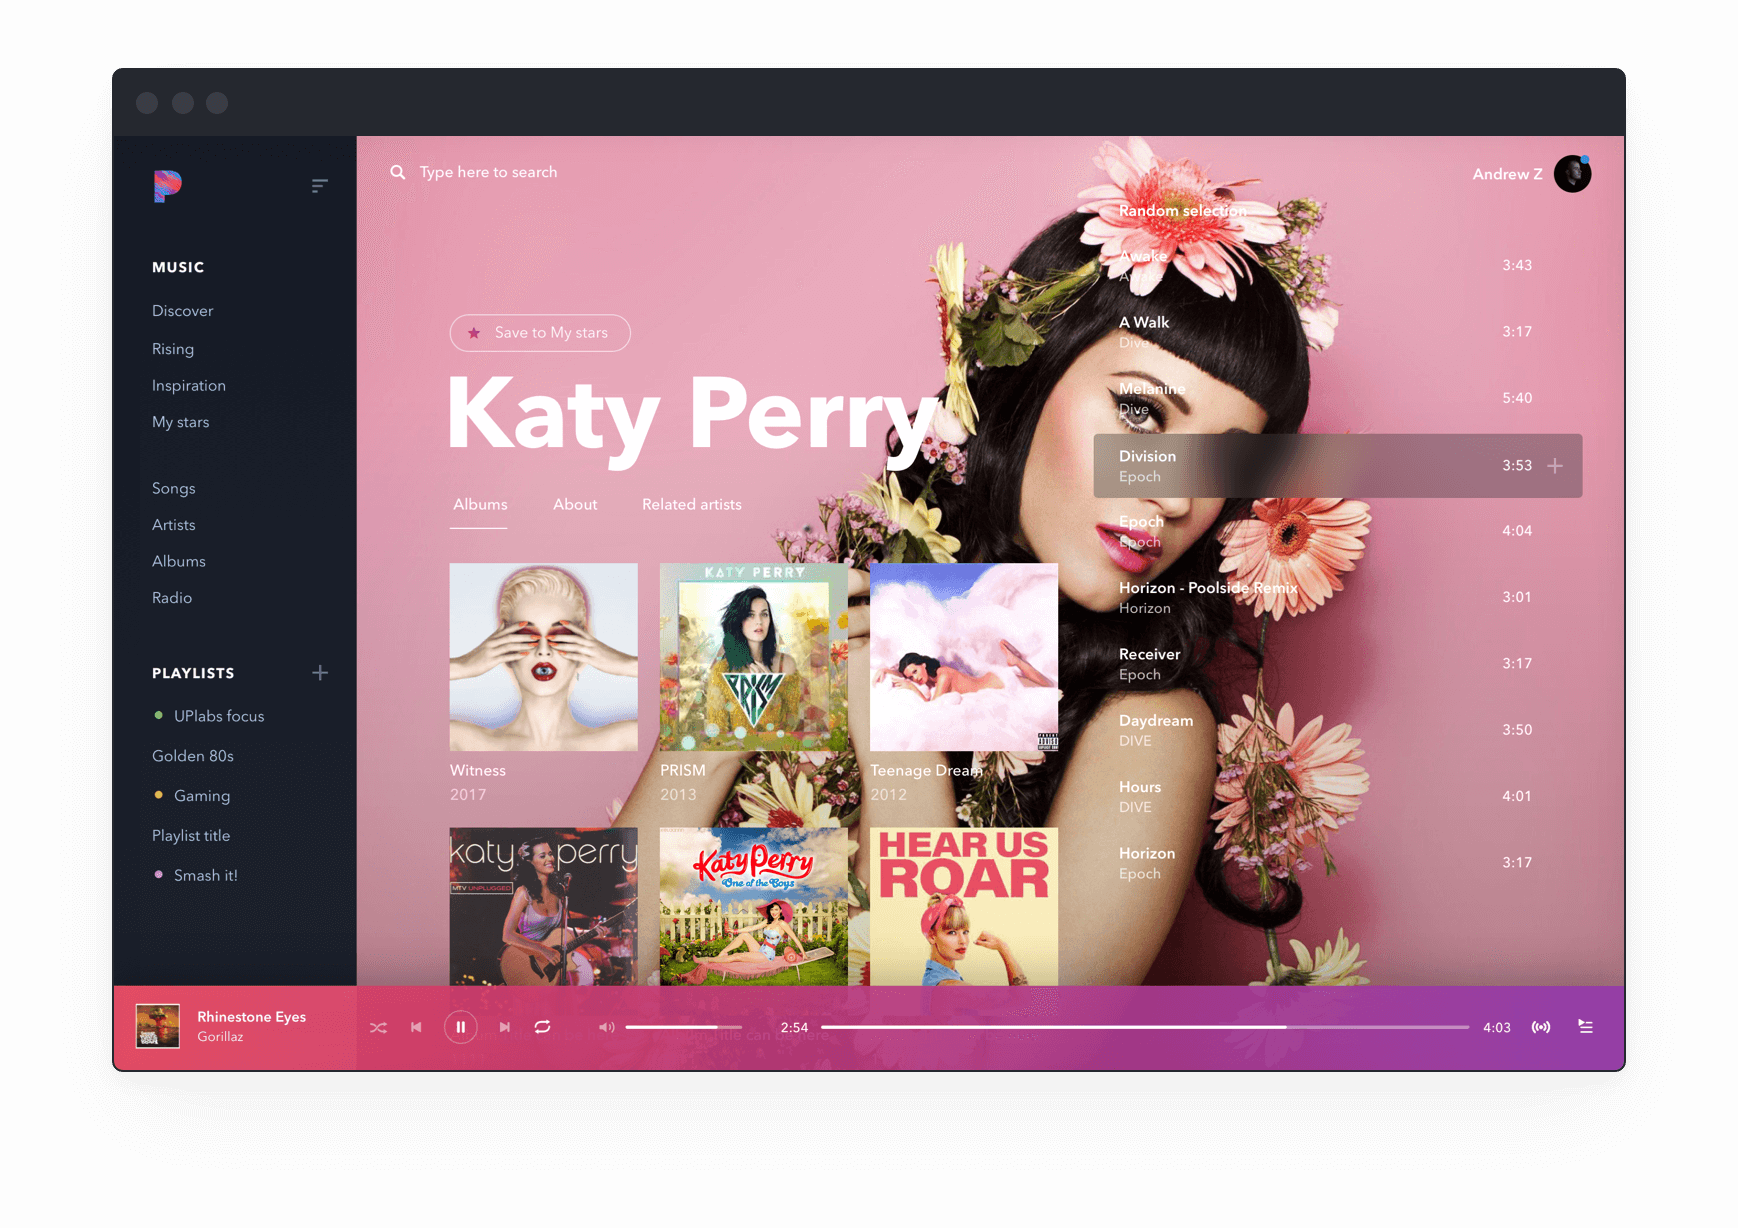 Type here to search
Andrew Z
MUSIC
Discover
Rising
Inspiration
My stars
Songs
Artists
Albums
Radio
PLAYLISTS
UPlabs focus
Golden 80s
Gaming
Playlist title
Smash it!
Save to My stars
Katy Perry
Albums
About
Related artists
KATY PERRY
PRISM
Witness
2017
PRISM
2013
Teenage Dream
2012
katy perry
MTV UNPLUGGED
Katy Perry
One of the Boys
HEAR US
ROAR
Random selection
Awake
Awake
3:43
A Walk
Dive
3:17
Melanine
Dive
5:40
Division
Epoch
3:53
Epoch
Epoch
4:04
Horizon - Poolside Remix
Horizon
3:01
Receiver
Epoch
3:17
Daydream
DIVE
3:50
Hours
DIVE
4:01
Horizon
Epoch
3:17
Rhinestone Eyes
Gorillaz
2:54
4:03